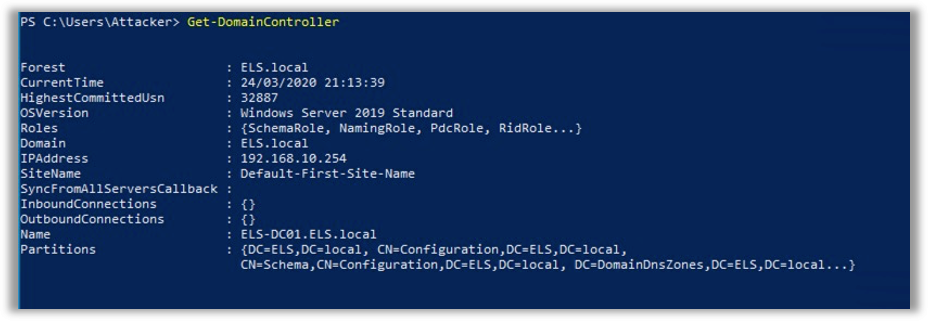 PS C:\Users\Attacker> Get-DomainController
Forest : ELS.local
CurrentTime : 24/03/2020 21:13:39
HighestCommittedUsn : 32887
OSVersion : Windows Server 2019 Standard
Roles : {SchemaRole, NamingRole, PdcRole, RidRole...}
Domain : ELS.local
IPAddress : 192.168.10.254
SiteName : Default-First-Site-Name
SyncFromAllServersCallback :
InboundConnections : {}
OutboundConnections : {}
Name : ELS-DC01.ELS.local
Partitions : {DC=ELS,DC=local, CN=Configuration,DC=ELS,DC=local,
CN=Schema,CN=Configuration,DC=ELS,DC=local, DC=DomainDnsZones,DC=ELS,DC=local...}